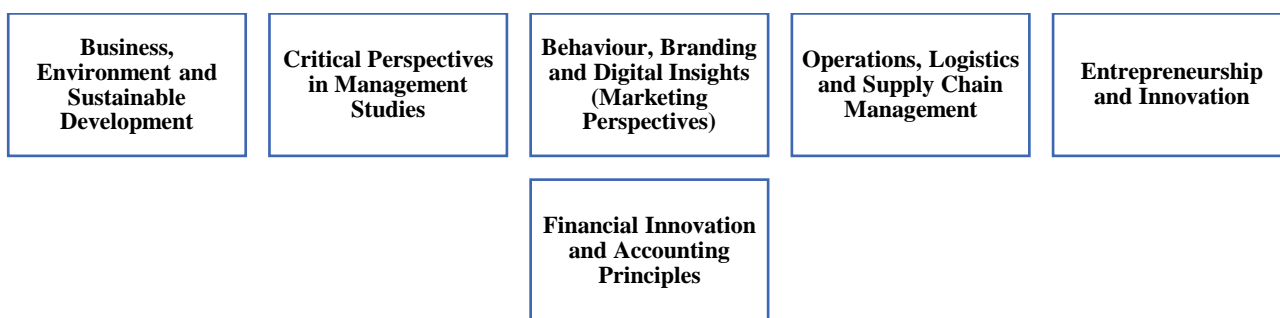 Business,
Environment and
Sustainable
Development
Critical Perspectives
in Management
Studies
Behaviour, Branding
and Digital Insights
(Marketing
Perspectives)
Operations, Logistics
and Supply Chain
Management
Entrepreneurship
and Innovation
Financial Innovation
and Accounting
Principles